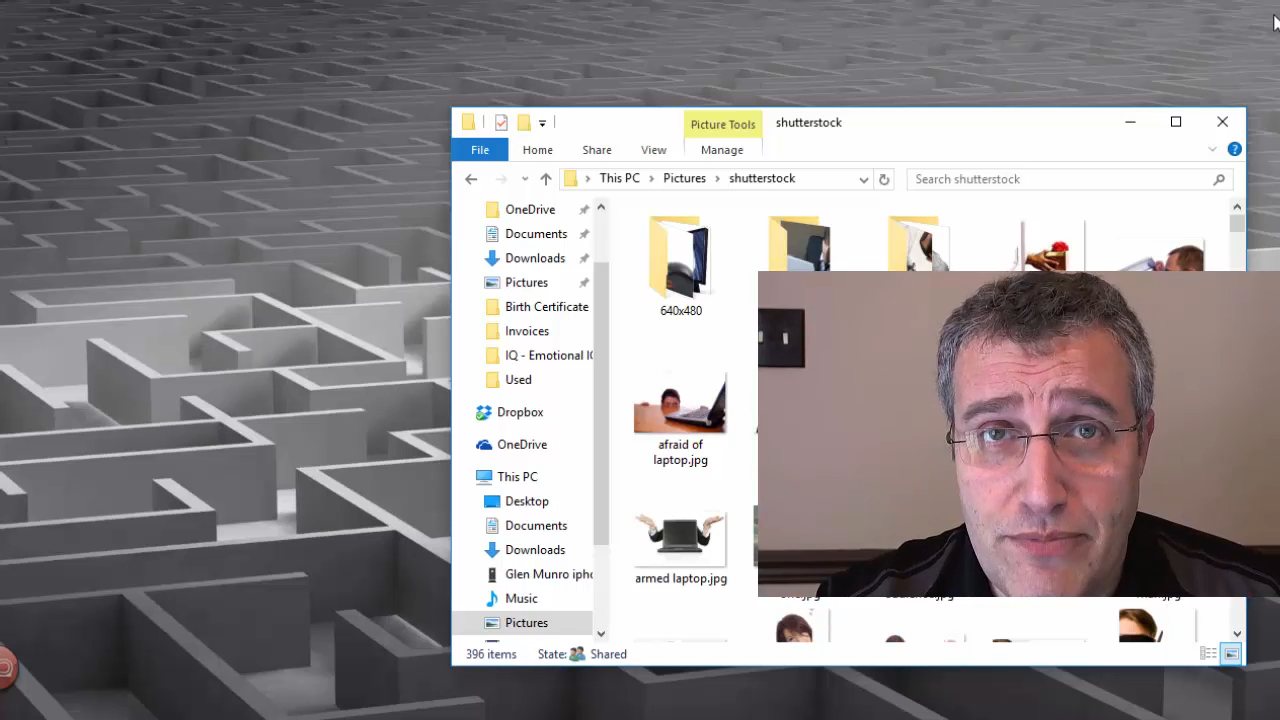 Picture Tools
shutterstock
File
Home
Share
View
Manage
This PC
Pictures
shutterstock
Search shutterstock
OneDrive
Documents
Downloads
Pictures
Birth Certificate
Invoices
IQ - Emotional
Used
Dropbox
OneDrive
This PC
Desktop
Documents
Downloads
Glen Munro
Music
Pictures
640x480
afraid of
laptop.jpg
armed laptop.jpg
396 items
State:
Shared